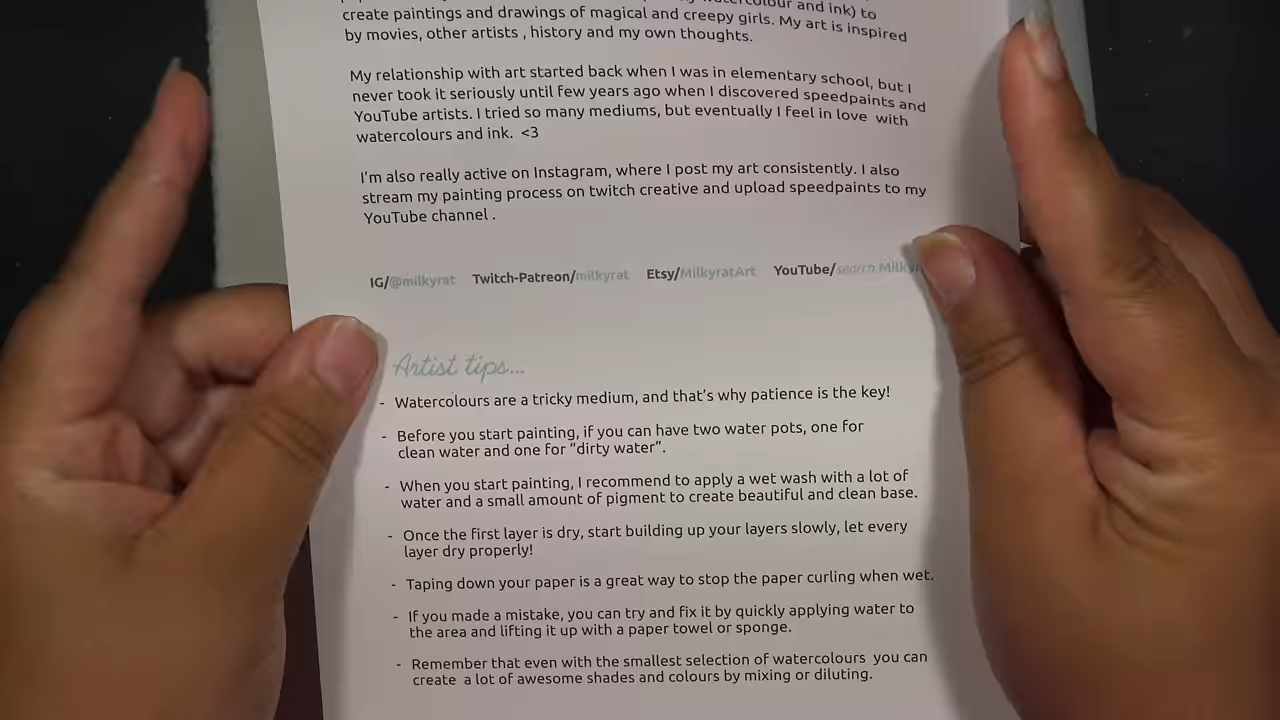 watercolour and ink) to
create paintings and drawings of magical and creepy girls. My art is inspired
by movies, other artists , history and my own thoughts.
My relationship with art started back when I was in elementary school, but I
never took it seriously until few years ago when I discovered speedpaints and
YouTube artists. I tried so many mediums, but eventually I feel in love with
watercolours and ink. <3
I'm also really active on Instagram, where I post my art consistently. I also
stream my painting process on twitch creative and upload speedpaints to my
YouTube channel .
IG/@milkyrat Twitch-Patreon/milkyrat Etsy/MilkyratArt YouTube/search
Artist tips...
- Watercolours are a tricky medium, and that's why patience is the key!
- Before you start painting, if you can have two water pots, one for
clean water and one for "dirty water".
- When you start painting, I recommend to apply a wet wash with a lot of
water and a small amount of pigment to create beautiful and clean base.
- Once the first layer is dry, start building up your layers slowly, let every
layer dry properly!
- Taping down your paper is a great way to stop the paper curling when wet.
- If you made a mistake, you can try and fix it by quickly applying water to
the area and lifting it up with a paper towel or sponge.
- Remember that even with the smallest selection of watercolours you can
create a lot of awesome shades and colours by mixing or diluting.